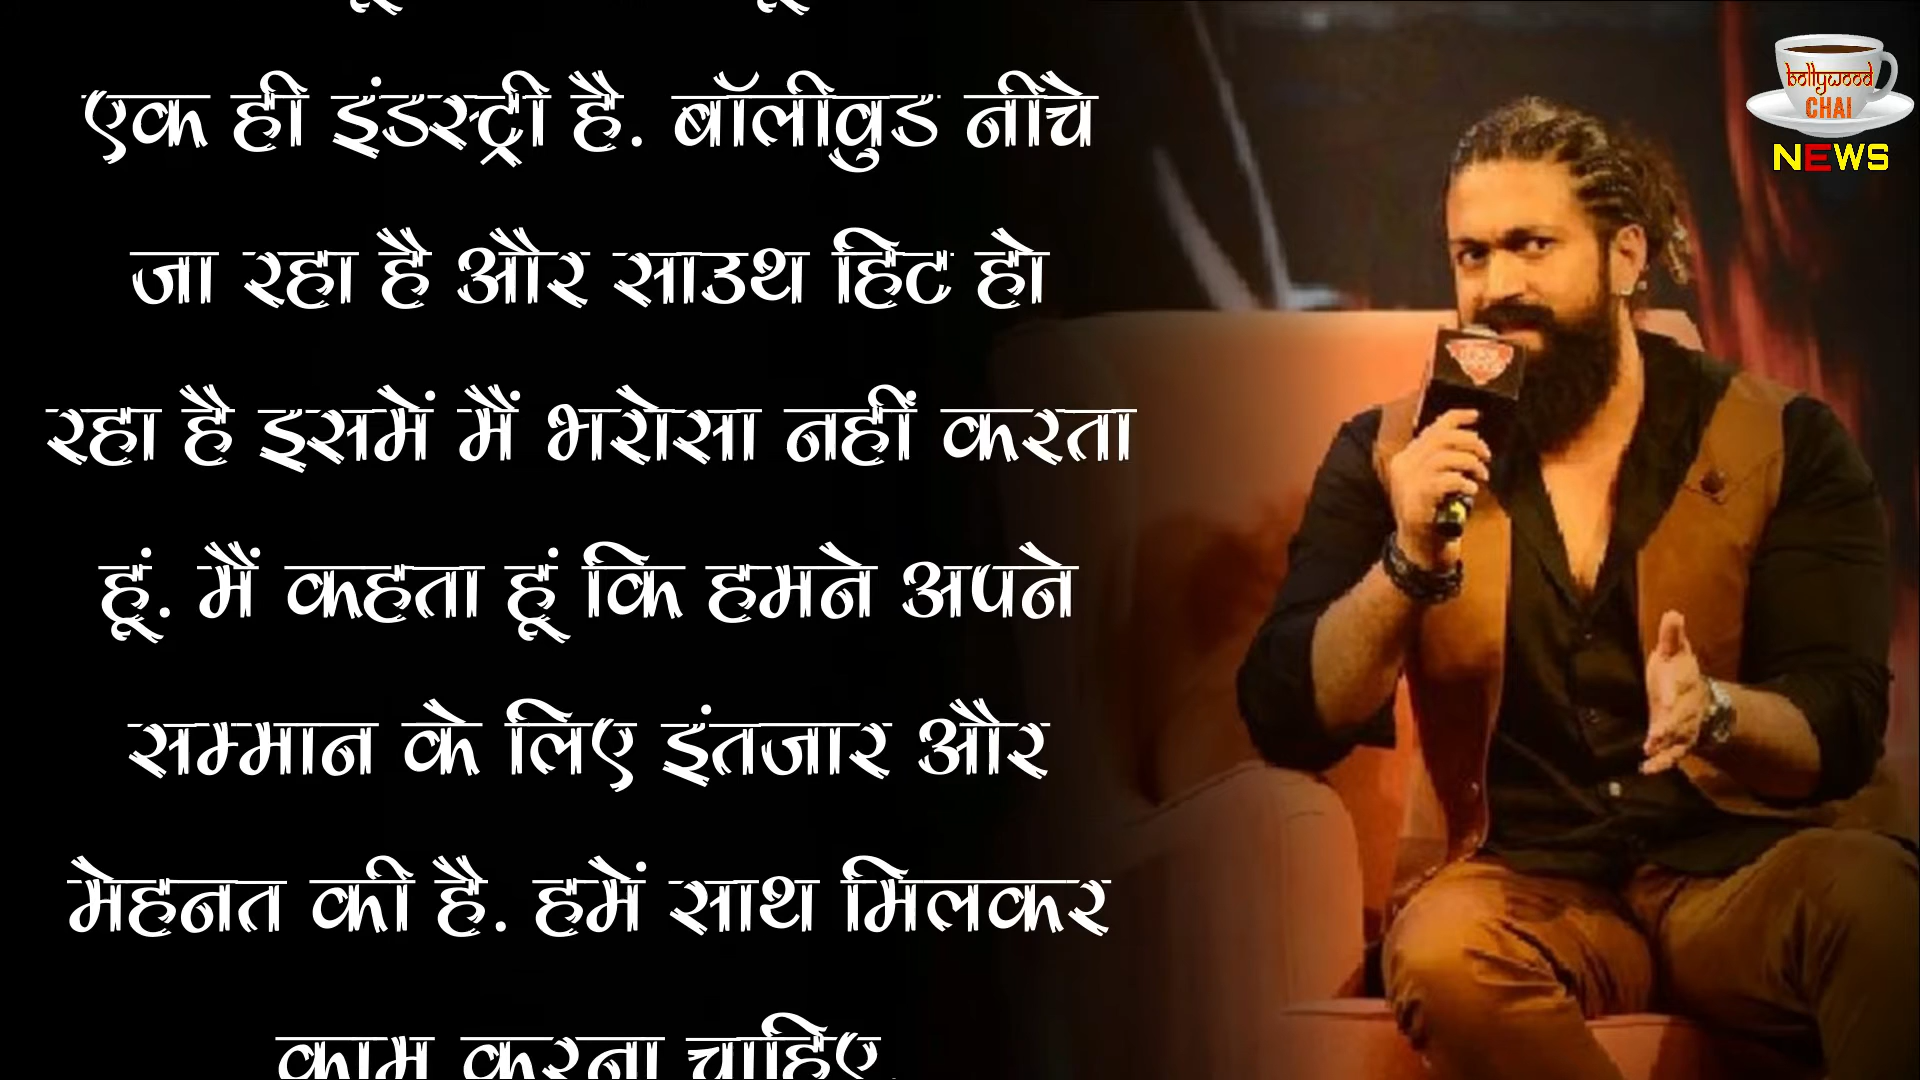 एक ही इंडस्ट्री है. बॉलीवुड नीचे
जा रहा है और साउथ हिट हो
रहा है इसमें मैं भरोसा नहीं करता
हूं. मैं कहता हूं कि हमने अपने
सम्मान के लिए इंतजार और
मेहनत की है. हमें साथ मिलकर
काम करना चाहिए.
bollywood
CHAI
NEWS